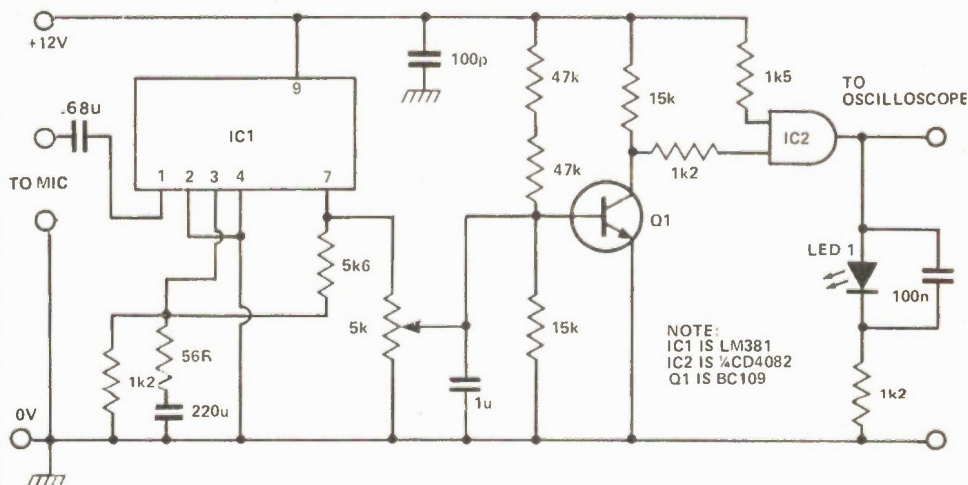 +12V
.68u
TO MIC
0V
IC1
9
1 2 3 4 7
1k2
56R
220u
5k6
5k
1u
100p
47k
47k
15k
15k
Q1
1k2
1k5
IC2
TO
OSCILLOSCOPE
LED 1
100n
1k2
NOTE:
IC1 IS LM381
IC2 IS ¼CD4082
Q1 IS BC109